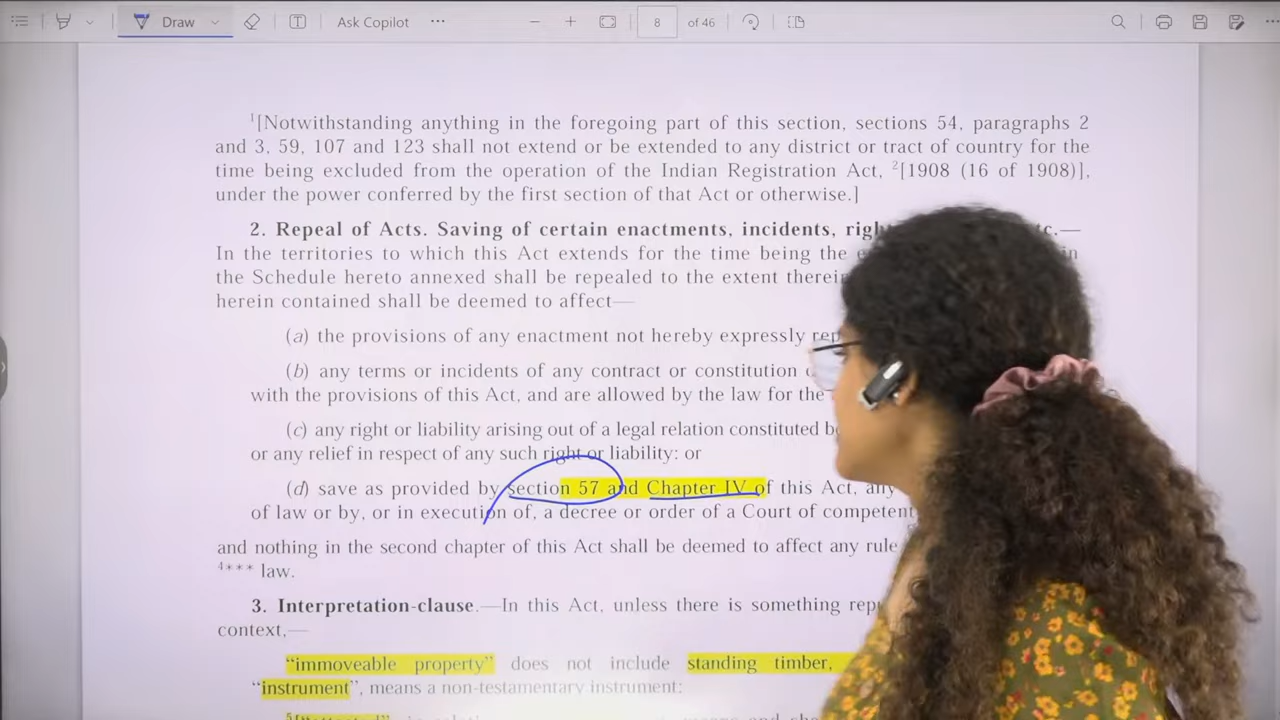 Draw
Ask Copilot
8 of 46
1[Notwithstanding anything in the foregoing part of this section, sections 54, paragraphs 2
and 3, 59, 107 and 123 shall not extend or be extended to any district or tract of country for the
time being excluded from the operation of the Indian Registration Act, 2[1908 (16 of 1908)],
under the power conferred by the first section of that Act or otherwise.]
2. Repeal of Acts. Saving of certain enactments, incidents, etc.—
In the territories to which this Act extends for the time being the in
the Schedule hereto annexed shall be repealed to the extent
herein contained shall be deemed to affect—
(a) the provisions of any enactment not hereby expressly
(b) any terms or incidents of any contract or constitution
with the provisions of this Act, and are allowed by the law for the
(c) any right or liability arising out of a legal relation constituted
or any relief in respect of any such right or liability: or
(d) save as provided by section 57 and Chapter IV of this Act, any
of law or by, or in execution of, a decree or order of a Court of competent
and nothing in the second chapter of this Act shall be deemed to affect any rule
4*** law.
3. Interpretation-clause.—In this Act, unless there is something
context,—
“immoveable property” does not include standing timber,
“instrument”, means a non-testamentary instrument: